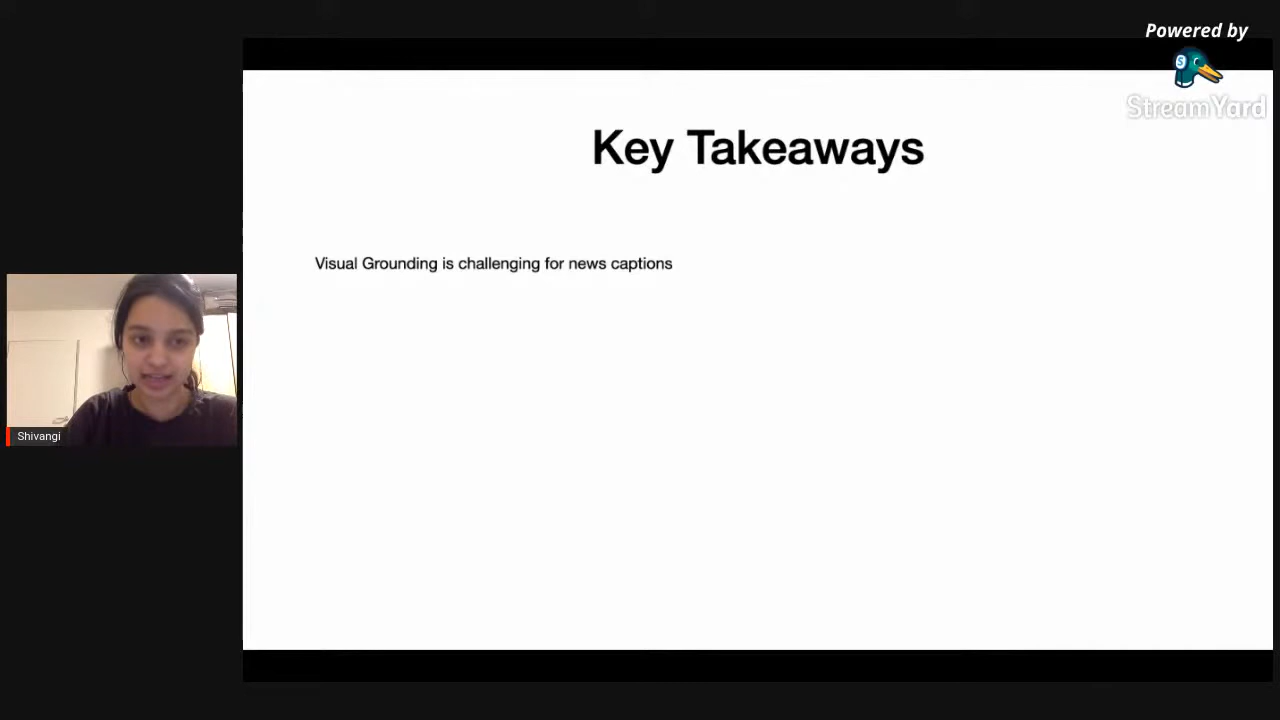 Powered by
StreamYard
Key Takeaways
Visual Grounding is challenging for news captions
Shivangi